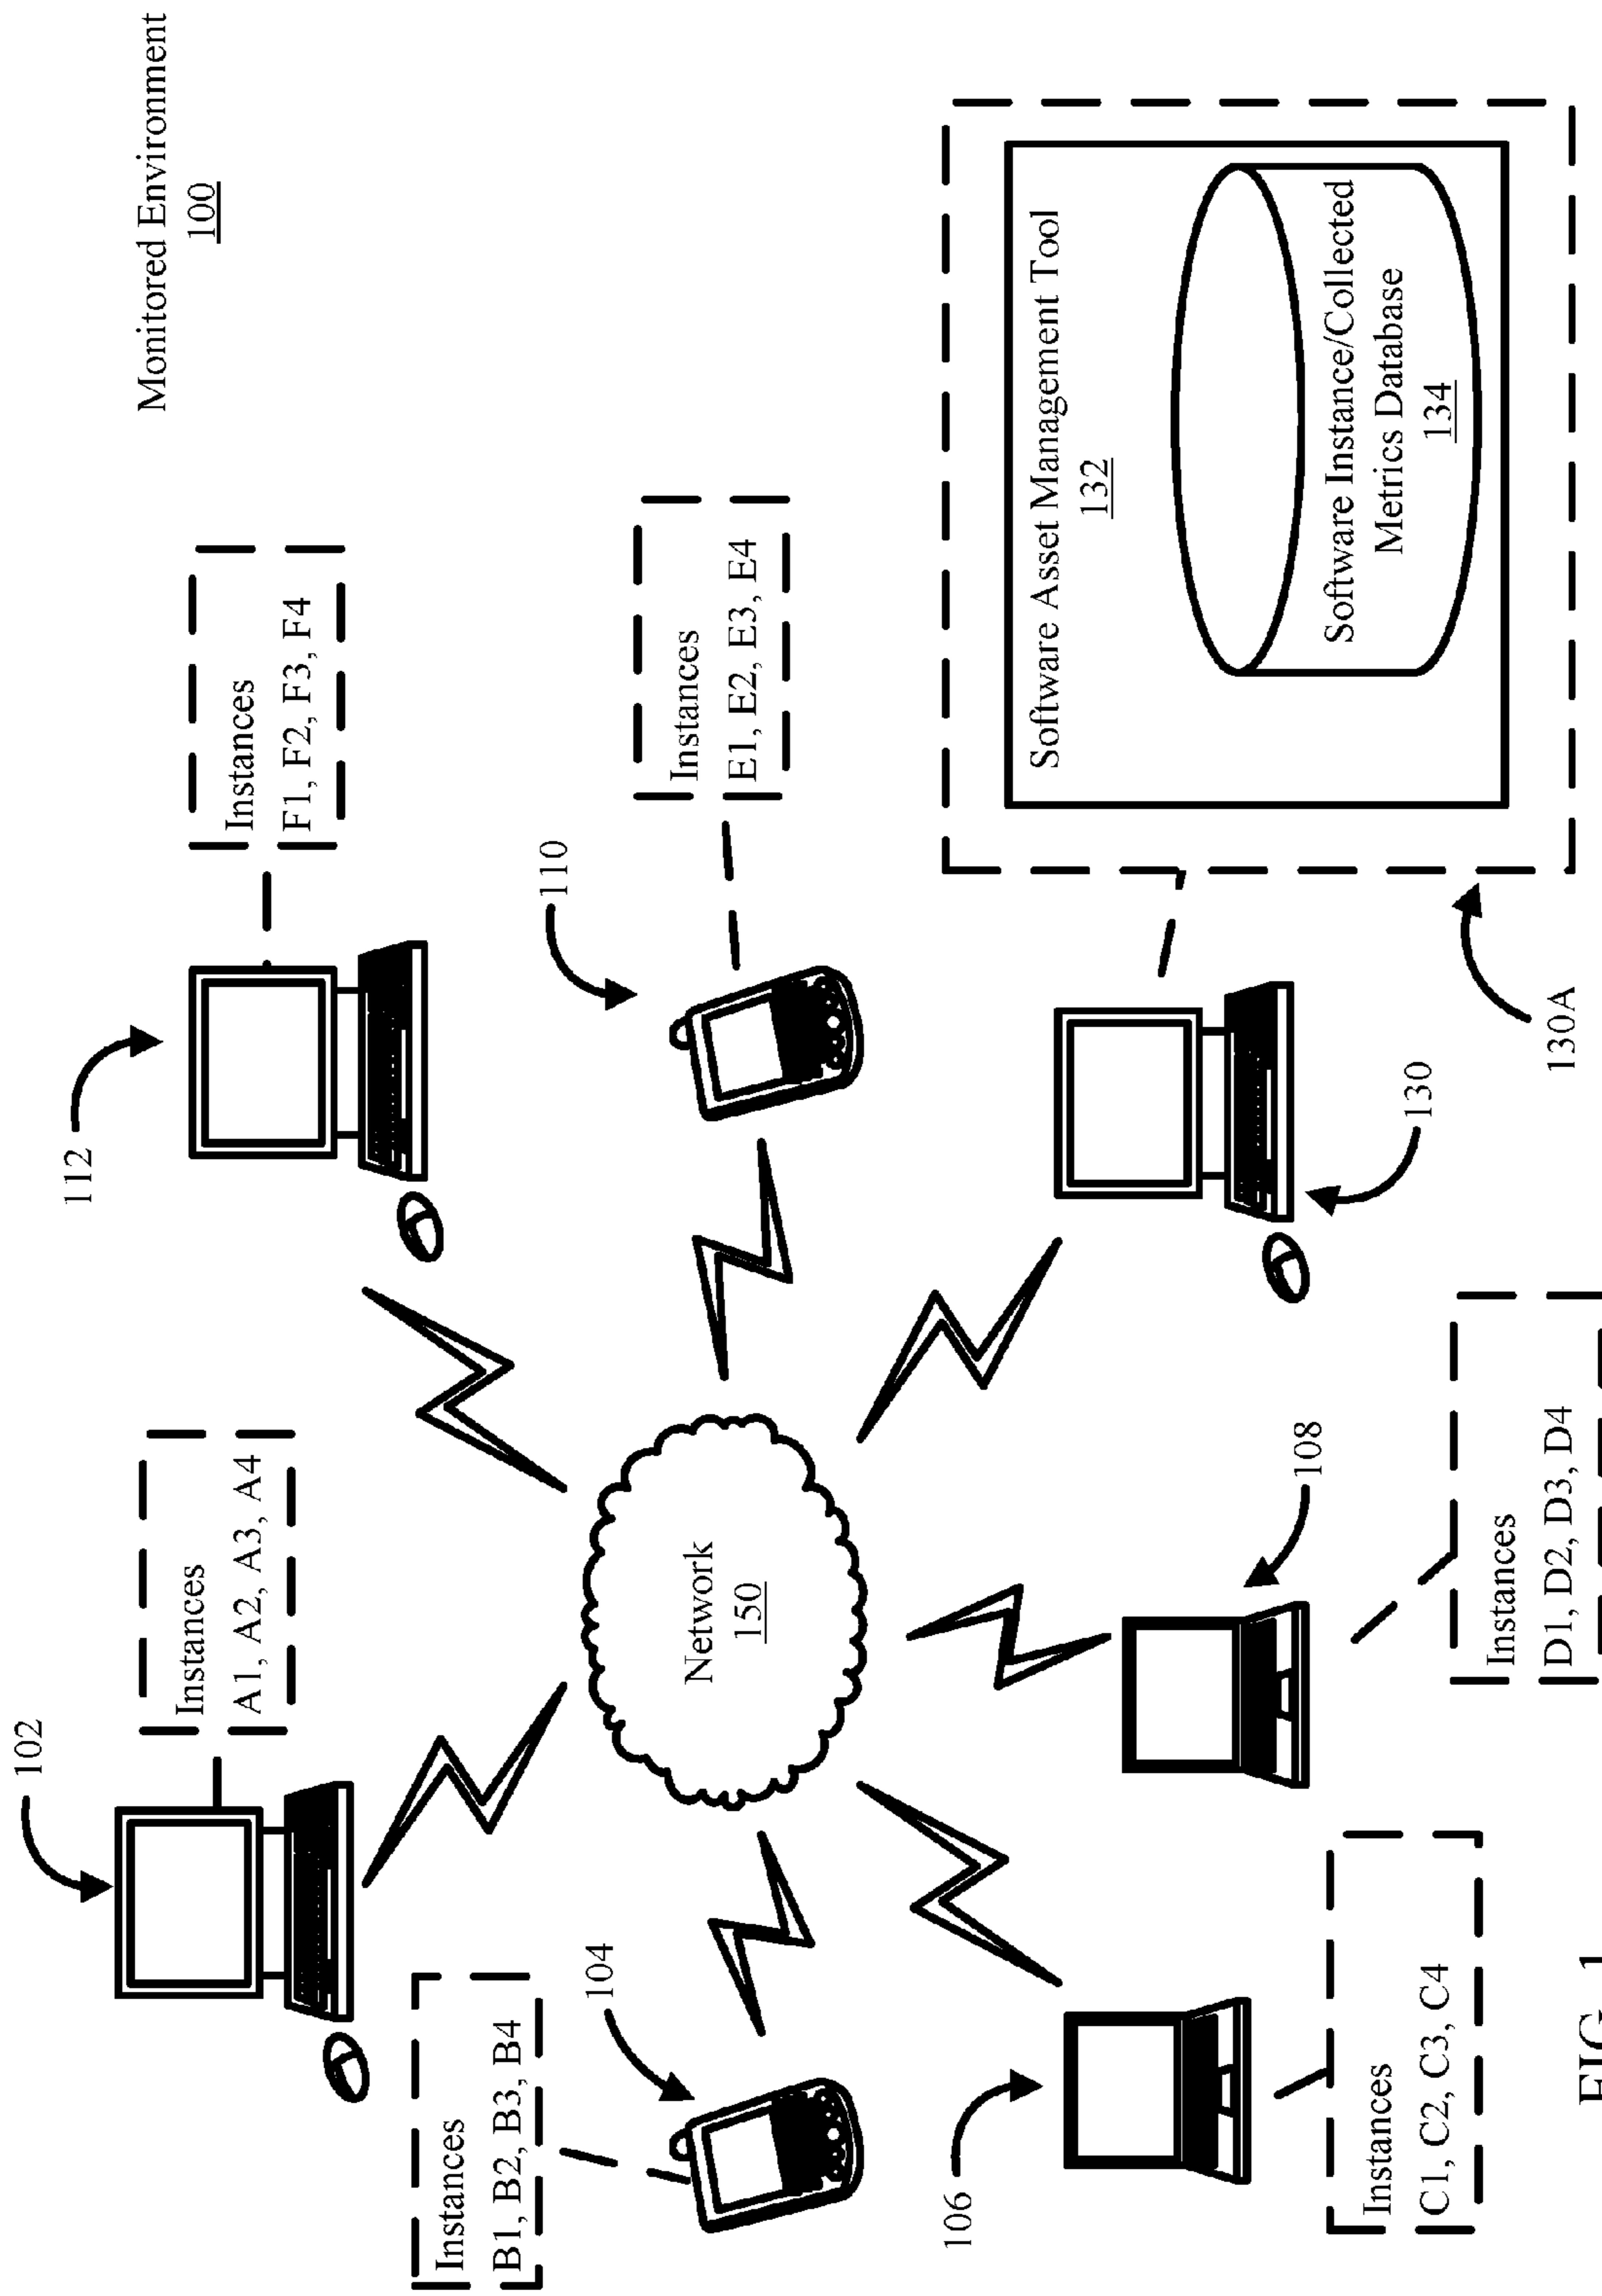 Monitored Environment
100
102
Instances
A1, A2, A3, A4
112
Instances
F1, F2, F3, F4
Instances
B1, B2, B3, B4
104
Network
150
110
Instances
E1, E2, E3, E4
106
Instances
C1, C2, C3, C4
108
Instances
D1, D2, D3, D4
130
130A
Software Asset Management Tool
132
Software Instance/Collected
Metrics Database
134
FIG. 1